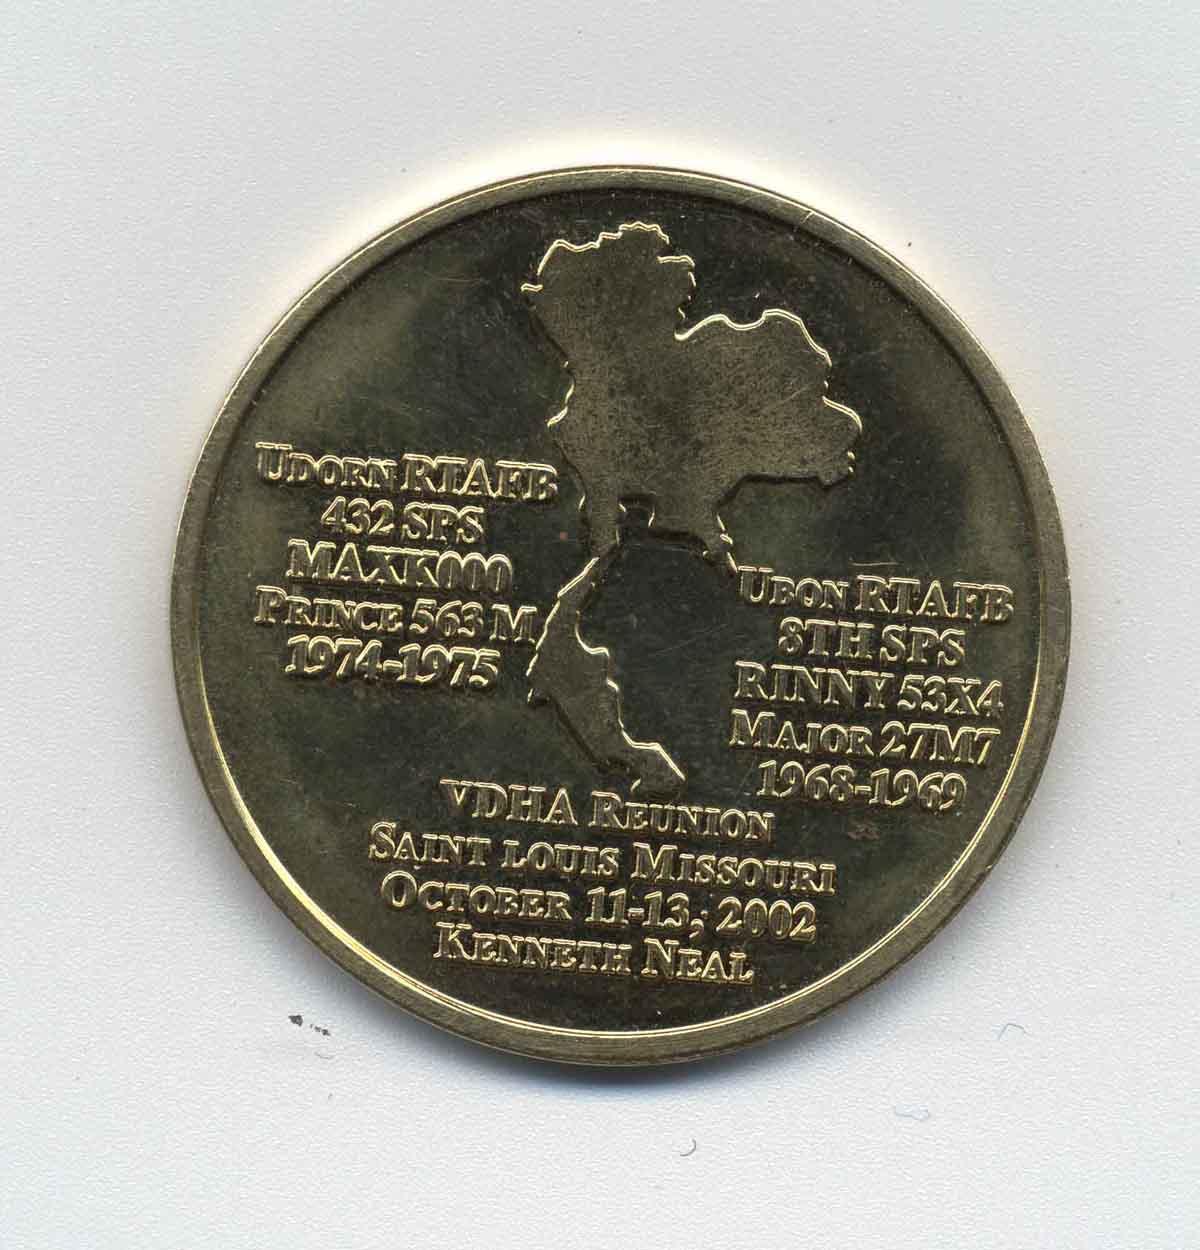 UDORN RTAFB
432 SPS
MAXX000
PRINCE 563 M
1974-1975
UBON RTAFB
8TH SPS
RINNY 53X4
MAJOR 27M7
1968-1969
VDHA REUNION
SAINT LOUIS MISSOURI
OCTOBER 11-13, 2002
KENNETH NEAL